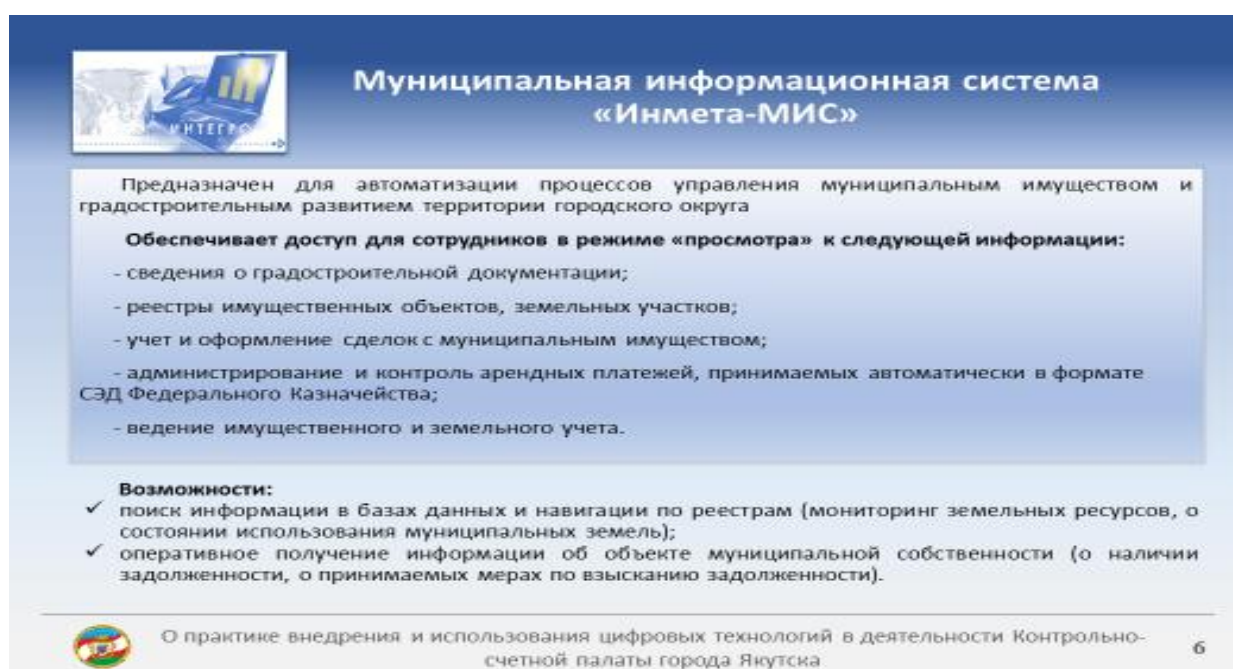 Муниципальная информационная система
«Инмета-МИС»
ИНТЕГРО
Предназначен для автоматизации процессов управления муниципальным имуществом и
градостроительным развитием территории городского округа
Обеспечивает доступ для сотрудников в режиме «просмотра» к следующей информации:
- сведения о градостроительной документации;
- реестры имущественных объектов, земельных участков;
- учет и оформление сделок с муниципальным имуществом;
- администрирование и контроль арендных платежей, принимаемых автоматически в формате
СЭД Федерального Казначейства;
- ведение имущественного и земельного учета.
Возможности:
✓ поиск информации в базах данных и навигации по реестрам (мониторинг земельных ресурсов, о
состоянии использования муниципальных земель);
✓ оперативное получение информации об объекте муниципальной собственности (о наличии
задолженности, о принимаемых мерах по взысканию задолженности).
О практике внедрения и использования цифровых технологий в деятельности Контрольно-
счетной палаты города Якутска
6